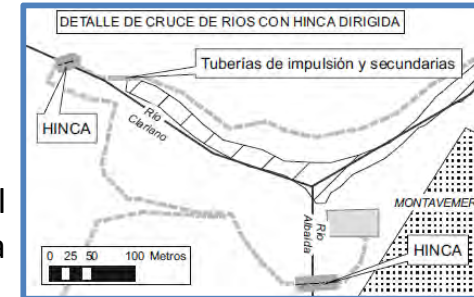 DETALLE DE CRUCE DE RIOS CON HINCA DIRIGIDA
Tuberías de impulsión y secundarias
HINCA
Río
Clariano
MONTAVEMER
Río
Albaida
HINCA
0 25 50 100 Metros
l
a